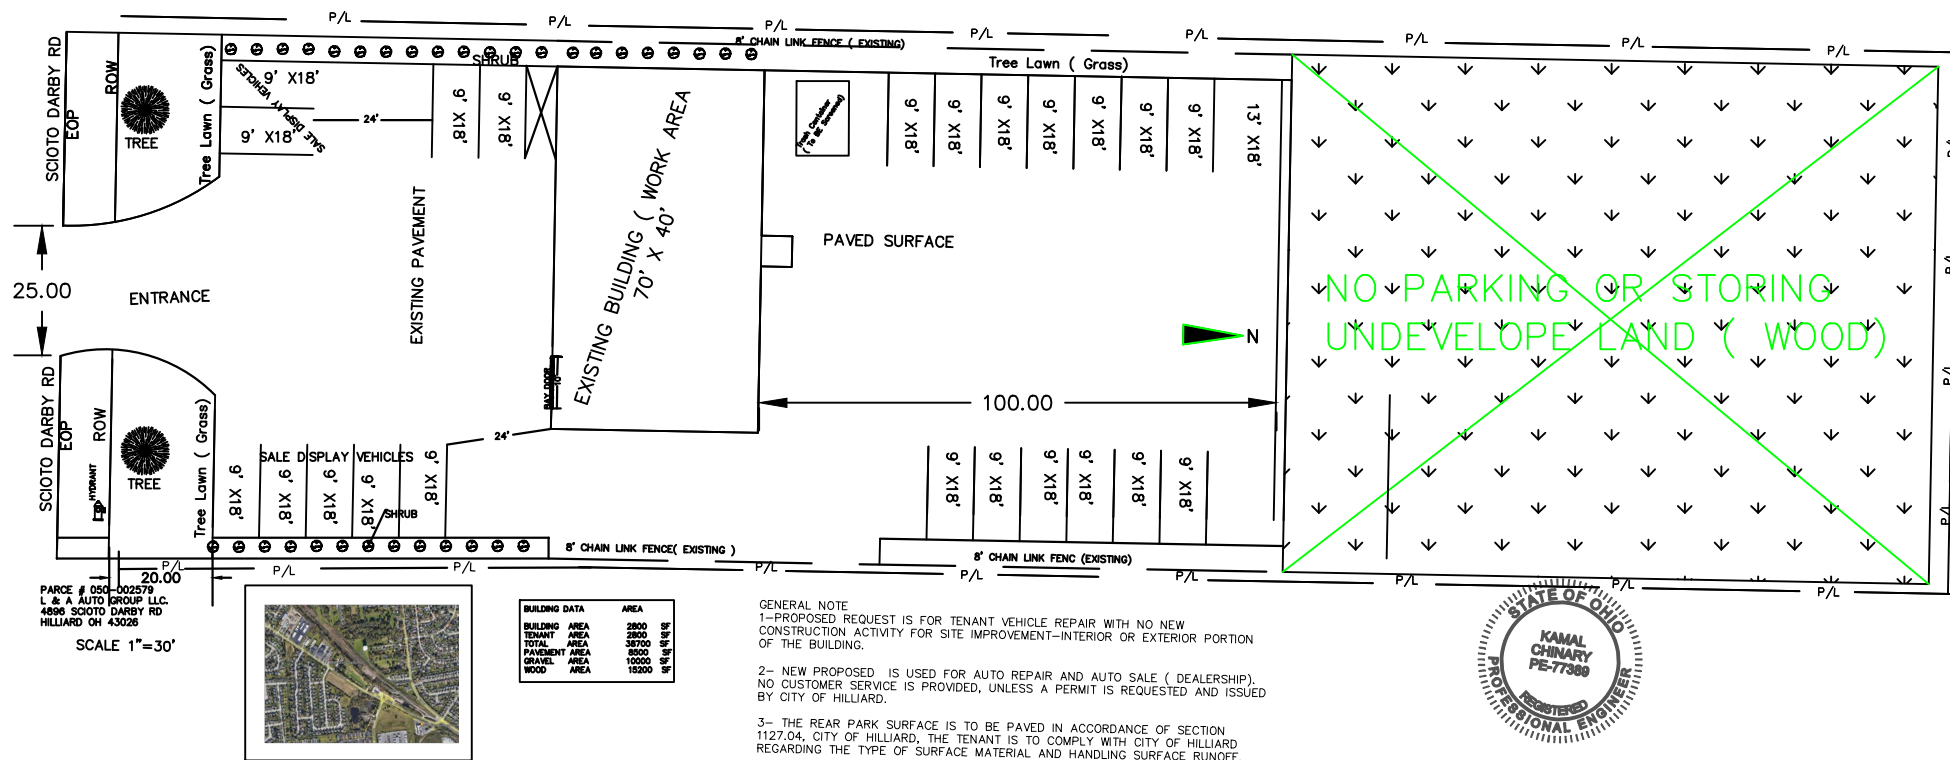 P/L
P/L
P/L
P/L
P/L
P/L
P/L
8' CHAIN LINK FENCE ( EXISTING)
SCIOTO DARBY RD
EOP
ROW
TREE
Tree Lawn ( Grass)
SHRUB
Tree Lawn ( Grass)
9' X18'
9' X18'
SALE DISPLAY VEHICLES
24'
9' X18'
9' X18'
EXISTING BUILDING ( WORK AREA
70' X 40'
Trash Container
( To BE Screened)
9' X18'
9' X18'
9' X18'
9' X18'
9' X18'
9' X18'
9' X18'
13' X18'
P/L
P/L
P/L
P/L
25.00
ENTRANCE
EXISTING PAVEMENT
PAVED SURFACE
N
NO PARKING OR STORING
UNDEVELOPE LAND ( WOOD)
BAY DOOR
10'
100.00
SCIOTO DARBY RD
EOP
ROW
HYDRANT
TREE
Tree Lawn ( Grass)
SALE DISPLAY VEHICLES
24'
9' X18'
9' X18'
9' X18'
9' X18'
9' X18'
SHRUB
9' X18'
9' X18'
9' X18'
9' X18'
9' X18'
9' X18'
8' CHAIN LINK FENCE( EXISTING )
8' CHAIN LINK FENC (EXISTING)
P/L
P/L
P/L
P/L
P/L
P/L
P/L
P/L
P/L
20.00
PARCE # 050-002579
L & A AUTO GROUP LLC.
4896 SCIOTO DARBY RD
HILLIARD OH 43026
SCALE 1"=30'
BUILDING DATA AREA
BUILDING AREA 2800 SF
TENANT AREA 2800 SF
TOTAL AREA 38700 SF
PAVEMENT AREA 8500 SF
GRAVEL AREA 10000 SF
WOOD AREA 15200 SF
GENERAL NOTE
1-PROPOSED REQUEST IS FOR TENANT VEHICLE REPAIR WITH NO NEW
CONSTRUCTION ACTIVITY FOR SITE IMPROVEMENT-INTERIOR OR EXTERIOR PORTION
OF THE BUILDING.
2- NEW PROPOSED IS USED FOR AUTO REPAIR AND AUTO SALE ( DEALERSHIP).
NO CUSTOMER SERVICE IS PROVIDED, UNLESS A PERMIT IS REQUESTED AND ISSUED
BY CITY OF HILLIARD.
3- THE REAR PARK SURFACE IS TO BE PAVED IN ACCORDANCE OF SECTION
1127.04, CITY OF HILLIARD, THE TENANT IS TO COMPLY WITH CITY OF HILLIARD
REGARDING THE TYPE OF SURFACE MATERIAL AND HANDLING SURFACE RUNOFF.
STATE OF OHIO
KAMAL
CHINARY
PE-77389
REGISTERED
PROFESSIONAL ENGINEER